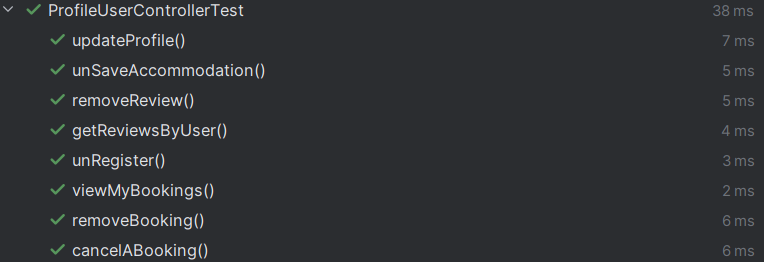 ProfileUserControllerTest 38 ms
updateProfile() 7 ms
unSaveAccommodation() 5 ms
removeReview() 5 ms
getReviewsByUser() 4 ms
unRegister() 3 ms
viewMyBookings() 2 ms
removeBooking() 6 ms
cancelABooking() 6 ms